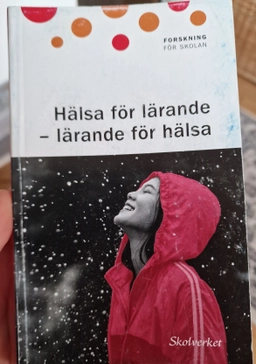 FORSKNING
FÖR SKOLAN
Hälsa för lärande
– lärande för hälsa
Skolverket